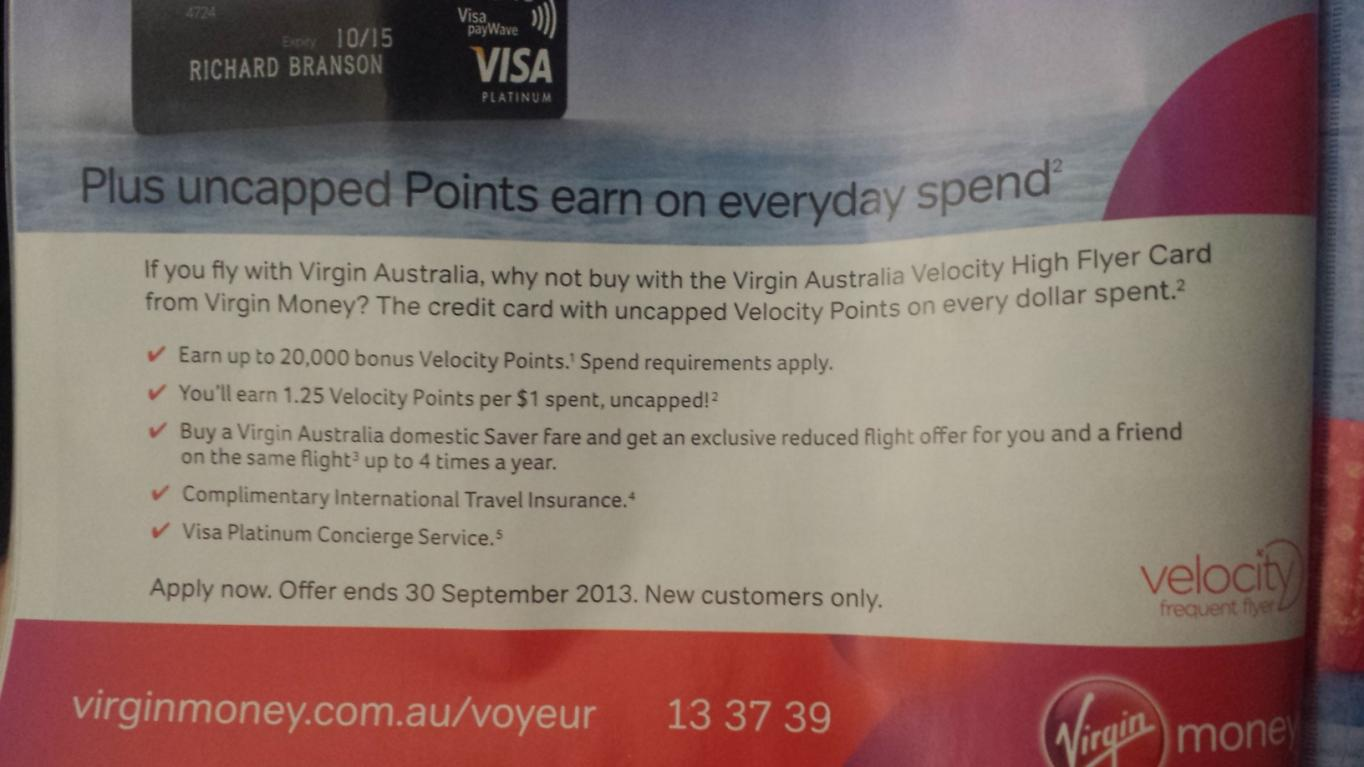 4724
Visa
payWave
Expiry 10/15
RICHARD BRANSON
VISA
PLATINUM
Plus uncapped Points earn on everyday spend²
If you fly with Virgin Australia, why not buy with the Virgin Australia Velocity High Flyer Card
from Virgin Money? The credit card with uncapped Velocity Points on every dollar spent.²
✔ Earn up to 20,000 bonus Velocity Points.¹ Spend requirements apply.
✔ You'll earn 1.25 Velocity Points per $1 spent, uncapped!²
✔ Buy a Virgin Australia domestic Saver fare and get an exclusive reduced flight offer for you and a friend
on the same flight³ up to 4 times a year.
✔ Complimentary International Travel Insurance.⁴
✔ Visa Platinum Concierge Service.⁵
Apply now. Offer ends 30 September 2013. New customers only.
velocity
frequent flyer
virginmoney.com.au/voyeur 13 37 39
Virgin money